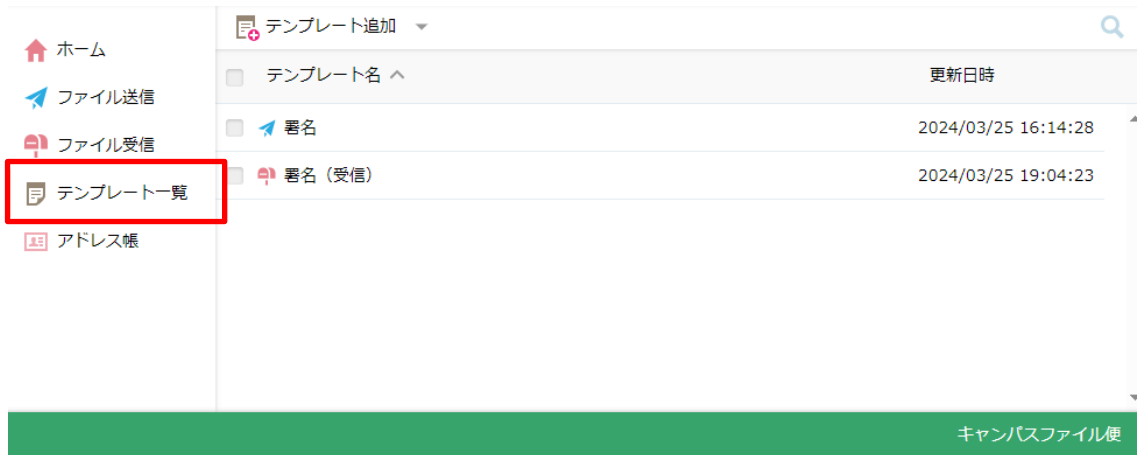 ホーム
ファイル送信
ファイル受信
テンプレート一覧
アドレス帳
テンプレート追加
テンプレート名 更新日時
署名 2024/03/25 16:14:28
署名（受信） 2024/03/25 19:04:23
キャンパスファイル便